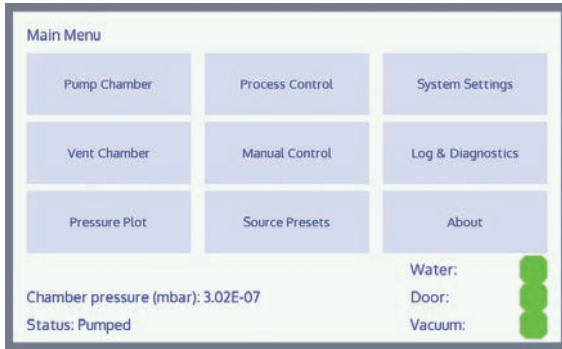 Main Menu
Pump Chamber
Process Control
System Settings
Vent Chamber
Manual Control
Log & Diagnostics
Pressure Plot
Source Presets
About
Water:
Chamber pressure (mbar): 3.02E-07
Door:
Status: Pumped
Vacuum: